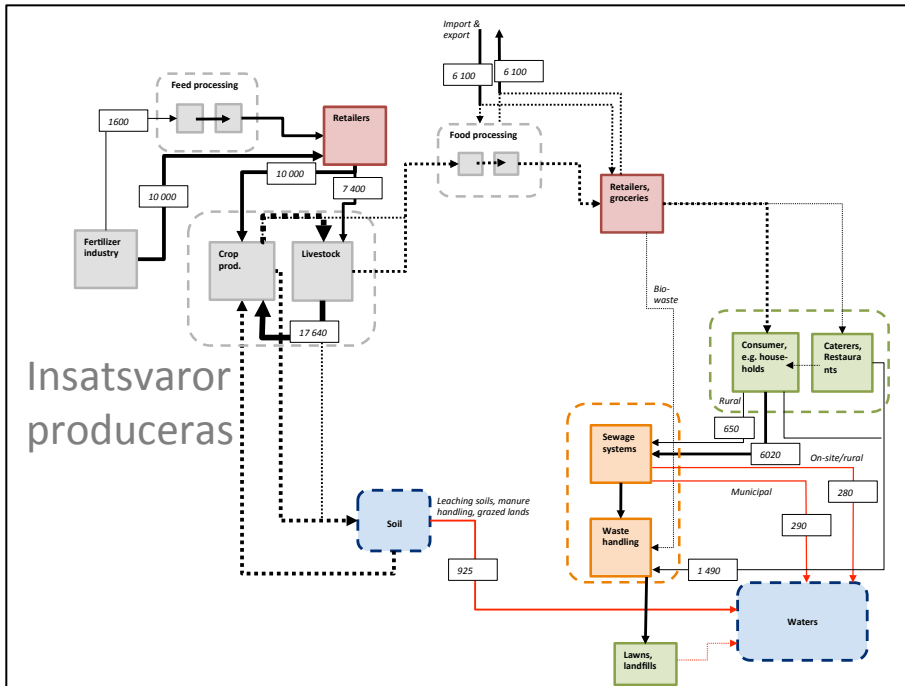 Import &
export
6 100
6 100
Feed processing
1600
Retailers
Food processing
10 000
10 000
7 400
Retailers,
groceries
Fertilizer
industry
Crop
prod.
Livestock
Bio-
waste
17 640
Consumer,
e.g. house-
holds
Caterers,
Restaura
nts
Insatsvaror
produceras
Rural
650
Sewage
systems
6020
On-site/rural
Municipal
280
Leaching soils, manure
handling, grazed lands
290
Soil
Waste
handling
925
1 490
Waters
Lawns,
landfills